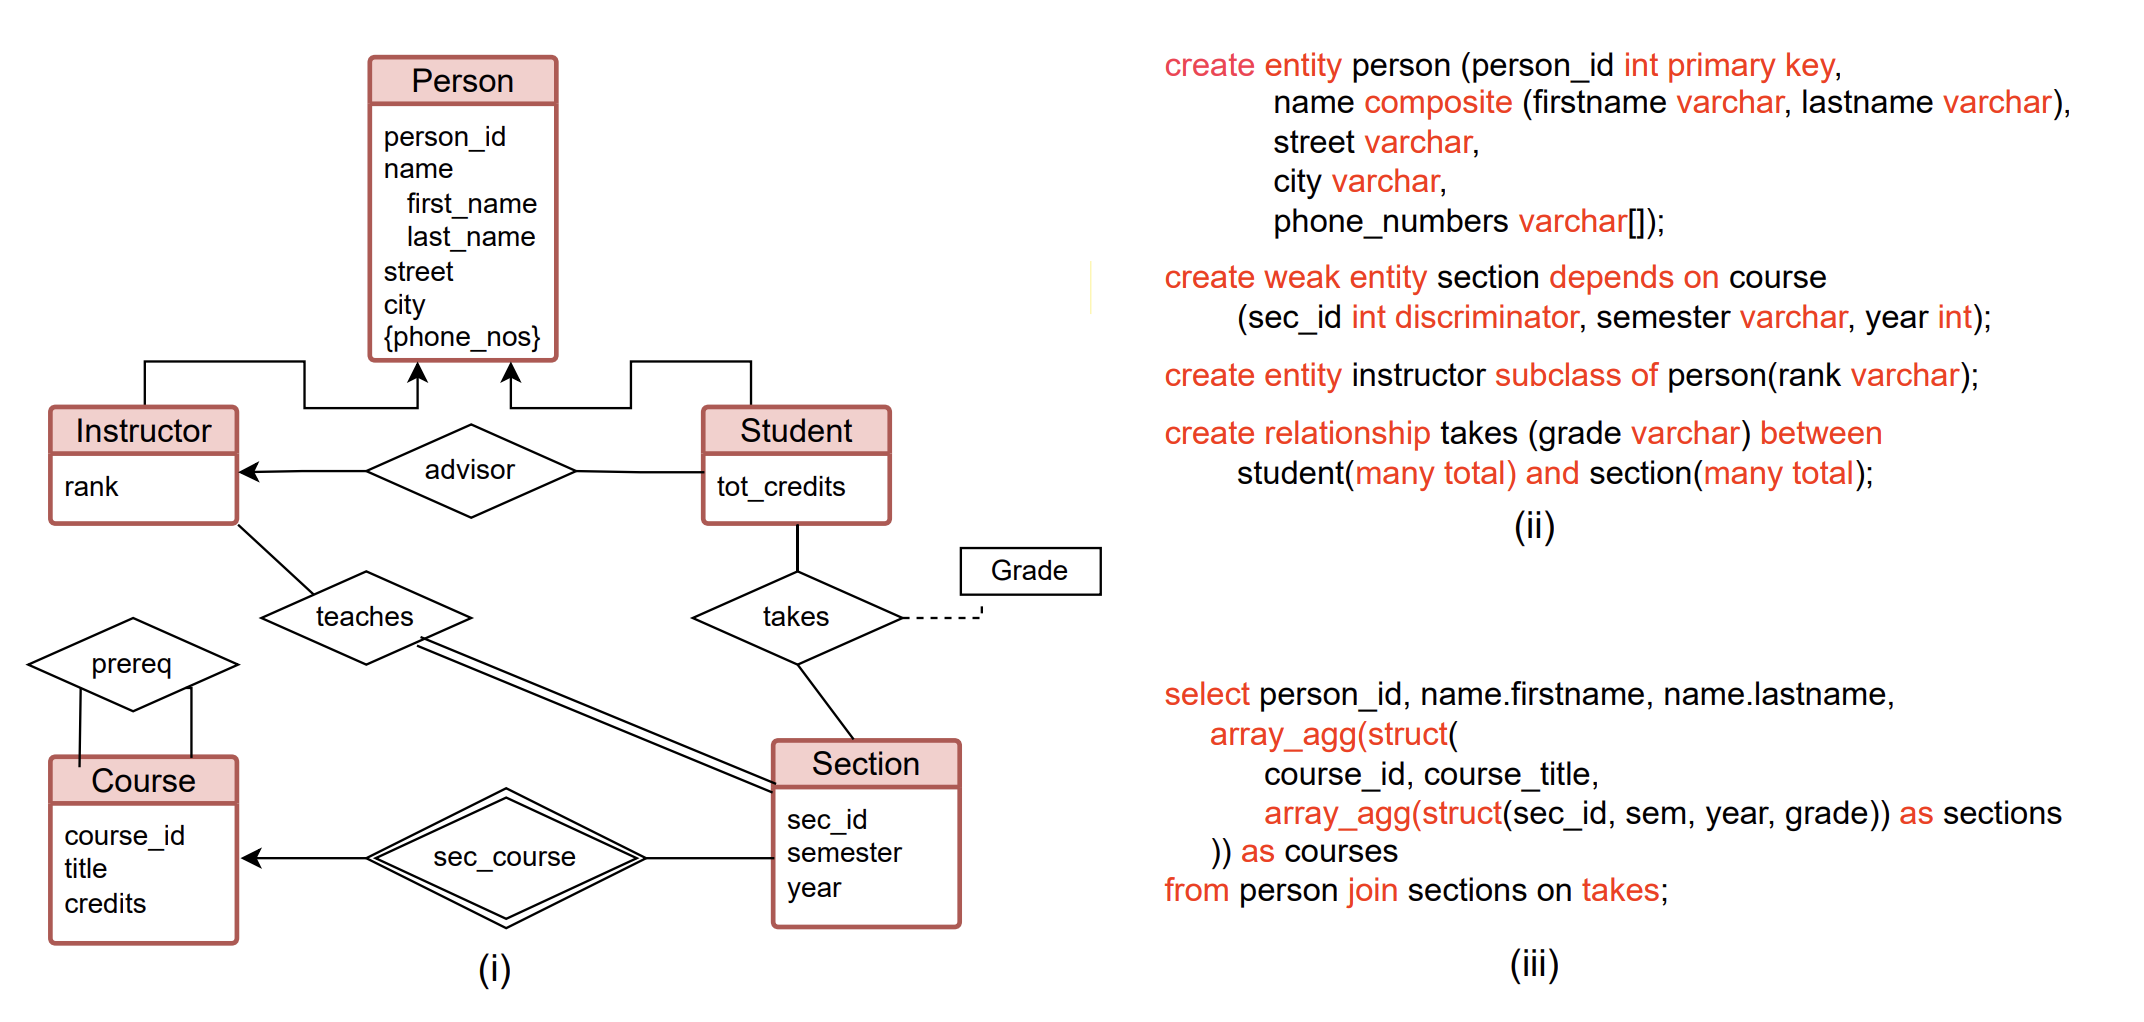 Person
person_id
name
first_name
last_name
street
city
{phone_nos}
Instructor
rank
advisor
Student
tot_credits
teaches
takes
Grade
prereq
Course
course_id
title
credits
sec_course
Section
sec_id
semester
year
(i)
create entity person (person_id int primary key,
name composite (firstname varchar, lastname varchar),
street varchar,
city varchar,
phone_numbers varchar[]);
create weak entity section depends on course
(sec_id int discriminator, semester varchar, year int);
create entity instructor subclass of person(rank varchar);
create relationship takes (grade varchar) between
student(many total) and section(many total);
(ii)
select person_id, name.firstname, name.lastname,
array_agg(struct(
course_id, course_title,
array_agg(struct(sec_id, sem, year, grade)) as sections
)) as courses
from person join sections on takes;
(iii)